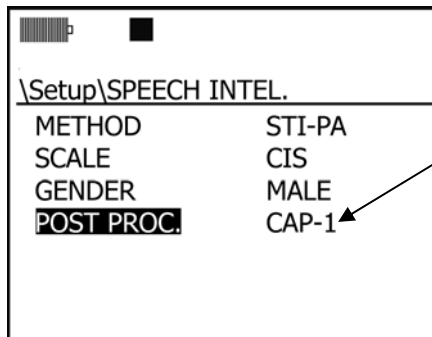 \Setup\SPEECH INTEL.
METHOD STI-PA
SCALE CIS
GENDER MALE
POST PROC. CAP-1